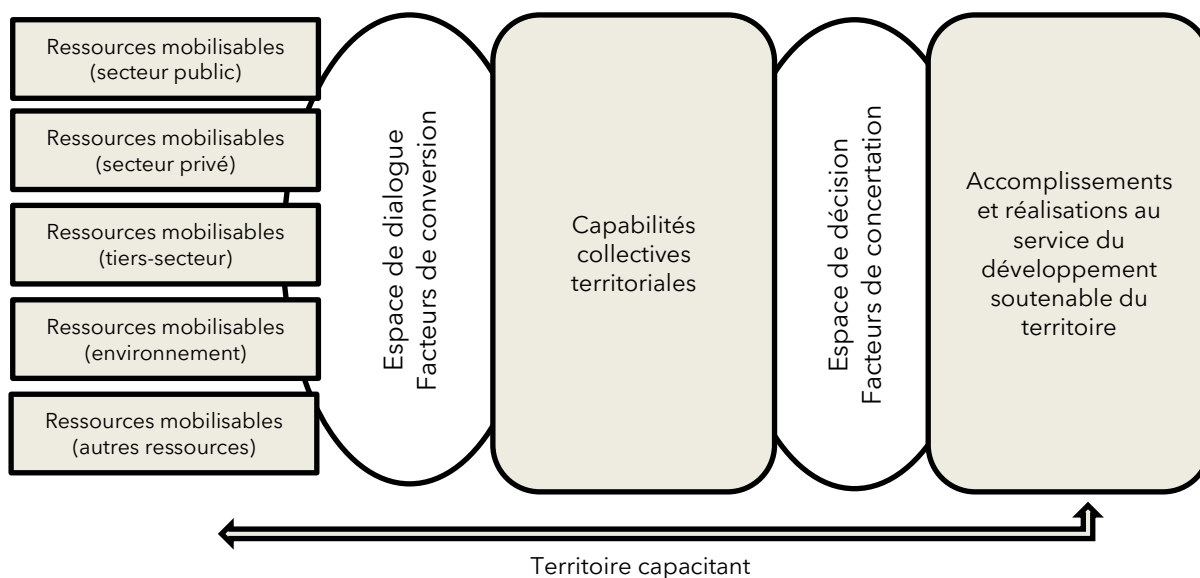 Ressources mobilisables
(secteur public)
Ressources mobilisables
(secteur privé)
Ressources mobilisables
(tiers-secteur)
Ressources mobilisables
(environnement)
Ressources mobilisables
(autres ressources)
Espace de dialogue
Facteurs de conversion
Capabilités
collectives
territoriales
Espace de décision
Facteurs de concertation
Accomplissements
et réalisations au
service du
développement
soutenable du
territoire
Territoire capacitant